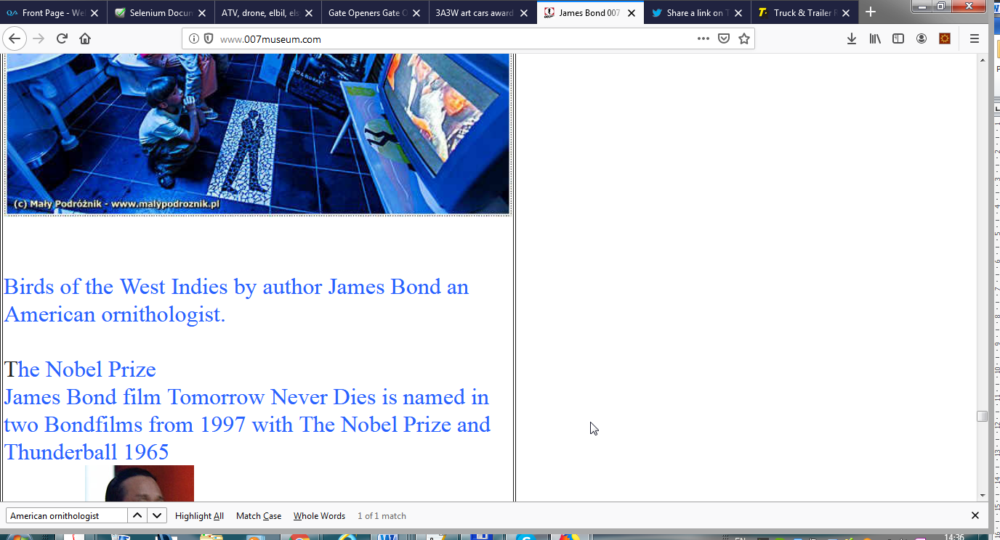 Front Page - Wel
Selenium Docum
ATV, drone, elbil, els
Gate Openers Gate O
3A3W art cars award
James Bond 007
Share a link on T
Truck & Trailer
www.007museum.com
(c) Mały Podróżnik - www.malypodroznik.pl
Birds of the West Indies by author James Bond an
American ornithologist.
The Nobel Prize
James Bond film Tomorrow Never Dies is named in
two Bondfilms from 1997 with The Nobel Prize and
Thunderball 1965
American ornithologist
Highlight All
Match Case
Whole Words
1 of 1 match
14:36